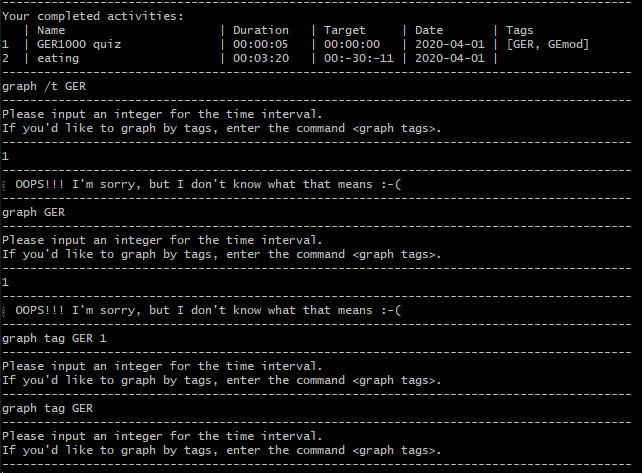 Your completed activities:
| Name | Duration | Target | Date | Tags
1 | GER1000 quiz | 00:00:05 | 00:00:00 | 2020-04-01 | [GER, GEmod]
2 | eating | 00:03:20 | 00:-30:-11 | 2020-04-01 |
graph /t GER
Please input an integer for the time interval.
If you'd like to graph by tags, enter the command <graph tags>.
1
OOPS!!! I'm sorry, but I don't know what that means :-(
graph GER
Please input an integer for the time interval.
If you'd like to graph by tags, enter the command <graph tags>.
1
OOPS!!! I'm sorry, but I don't know what that means :-(
graph tag GER 1
Please input an integer for the time interval.
If you'd like to graph by tags, enter the command <graph tags>.
graph tag GER
Please input an integer for the time interval.
If you'd like to graph by tags, enter the command <graph tags>.